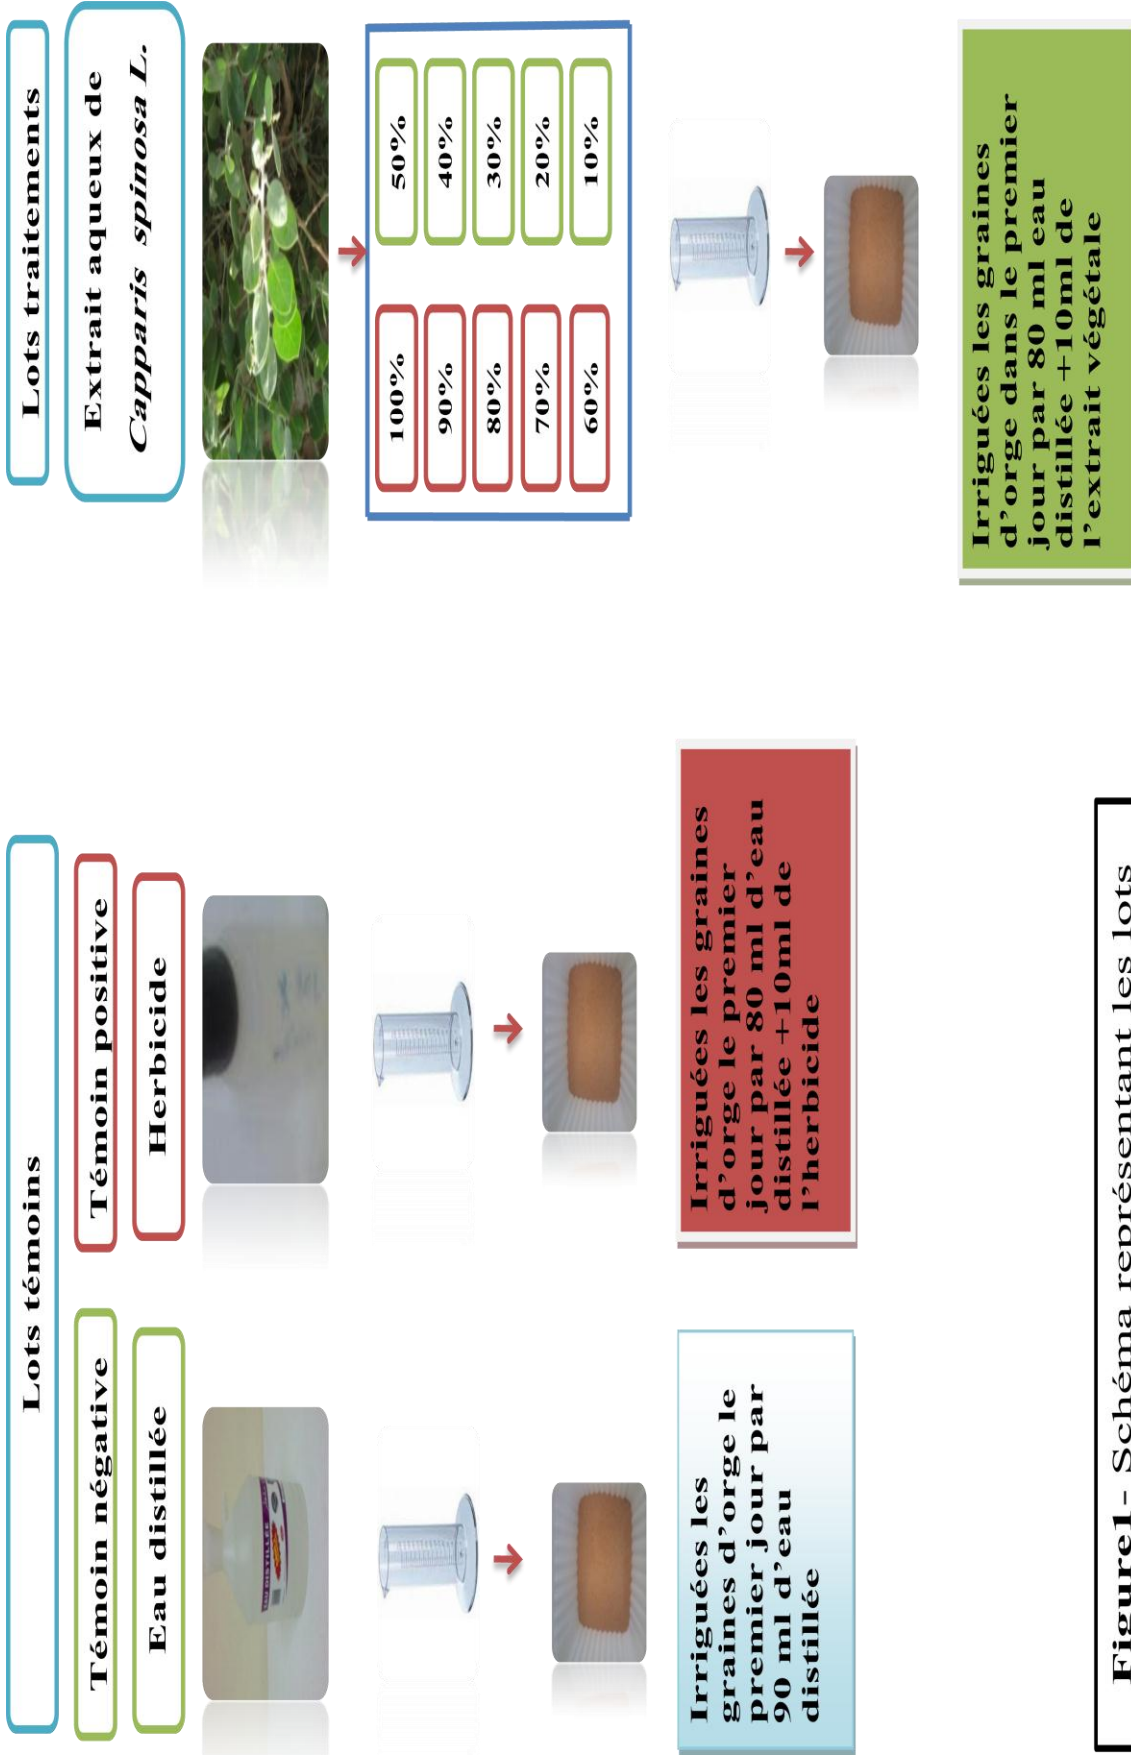 Lots témoins
Témoin négative
Eau distillée
EAU DISTILLÉE
Irriguées les
graines d'orge le
premier jour par
90 ml d'eau
distillée
Témoin positive
Herbicide
Irriguées les graines
d'orge le premier
jour par 80 ml d'eau
distillée +10ml de
l'herbicide
Lots traitements
Extrait aqueux de
Capparis spinosa L.
100%
90%
80%
70%
60%
50%
40%
30%
20%
10%
Irriguées les graines
d'orge dans le premier
jour par 80 ml eau
distillée +10ml de
l'extrait végétale
Figure1- Schéma représentant les lots